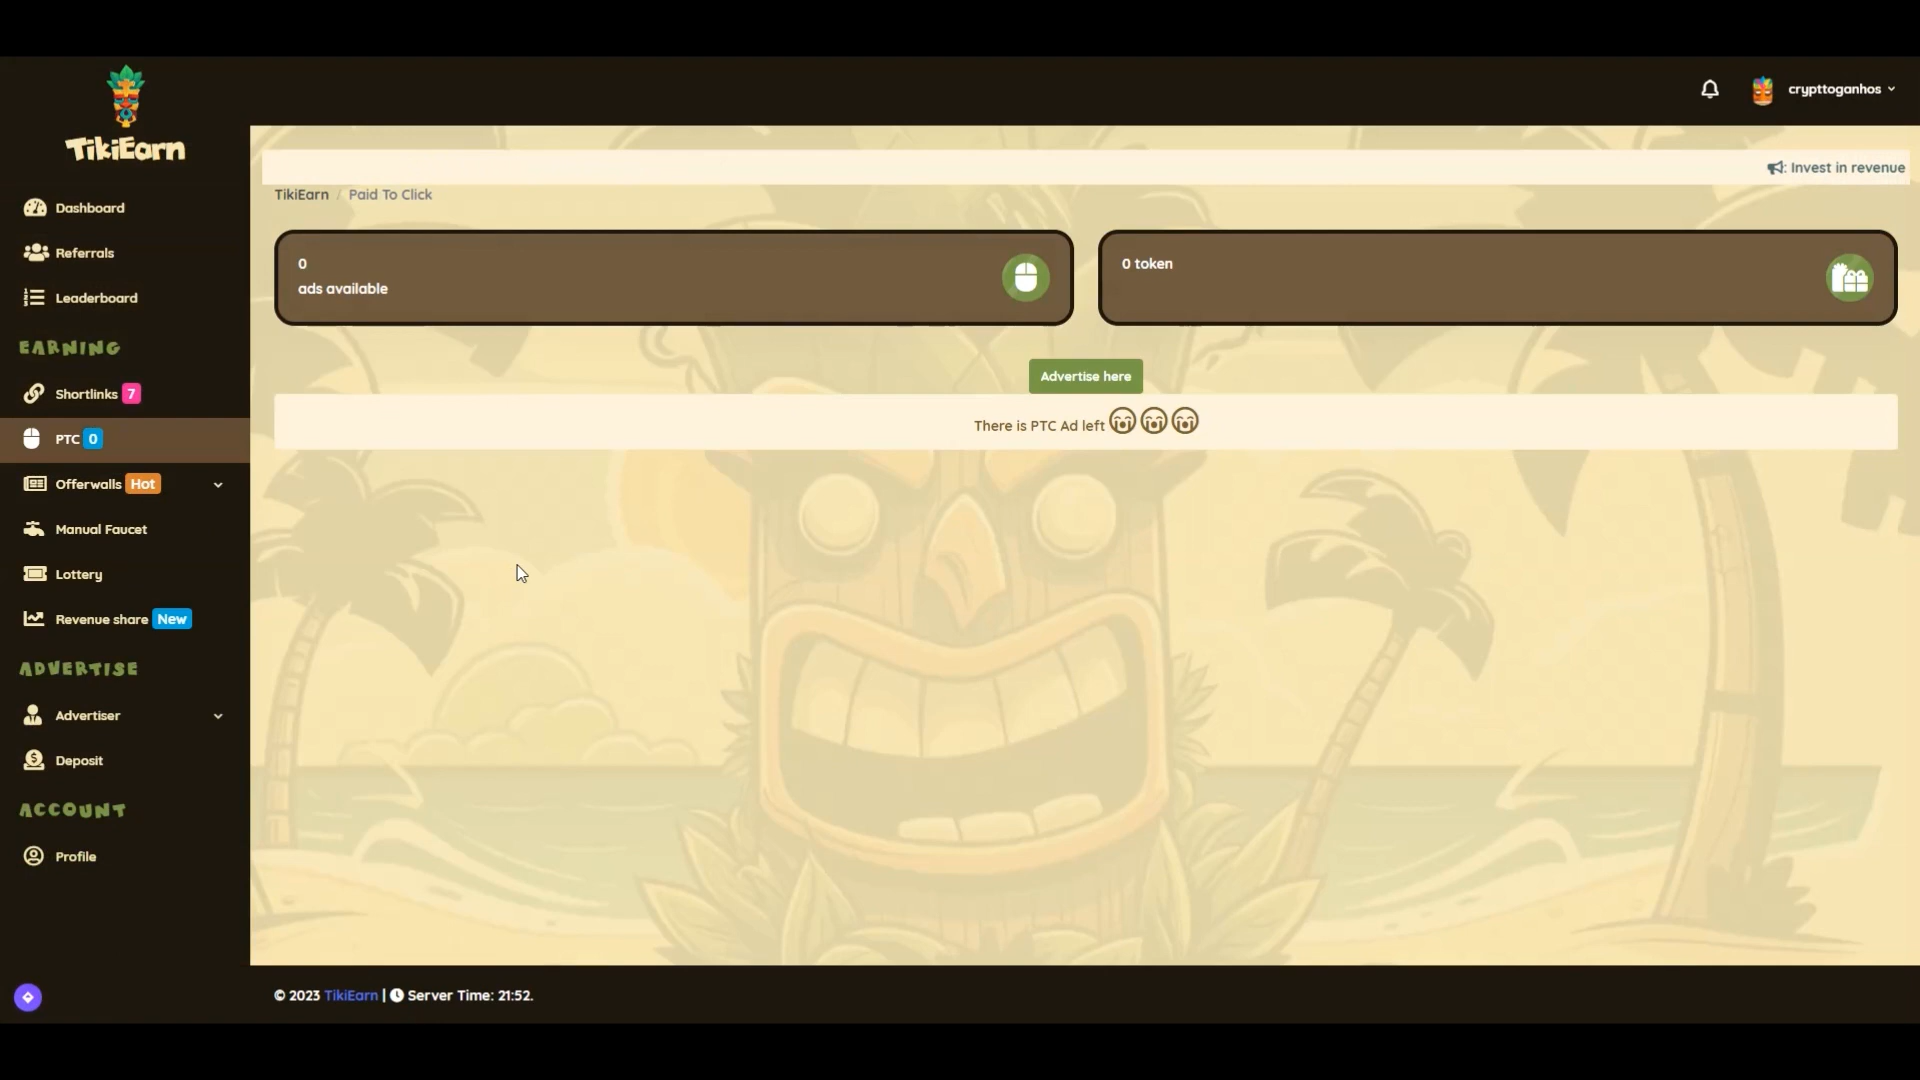 TikiEarn
crypttoganhos
Dashboard
Referrals
Leaderboard
EARNING
Shortlinks 7
PTC 0
Offerwalls Hot
Manual Faucet
Lottery
Revenue share New
ADVERTISE
Advertiser
Deposit
ACCOUNT
Profile
: Invest in revenue
TikiEarn / Paid To Click
0
ads available
0 token
Advertise here
There is PTC Ad left
© 2023 TikiEarn | Server Time: 21:52.